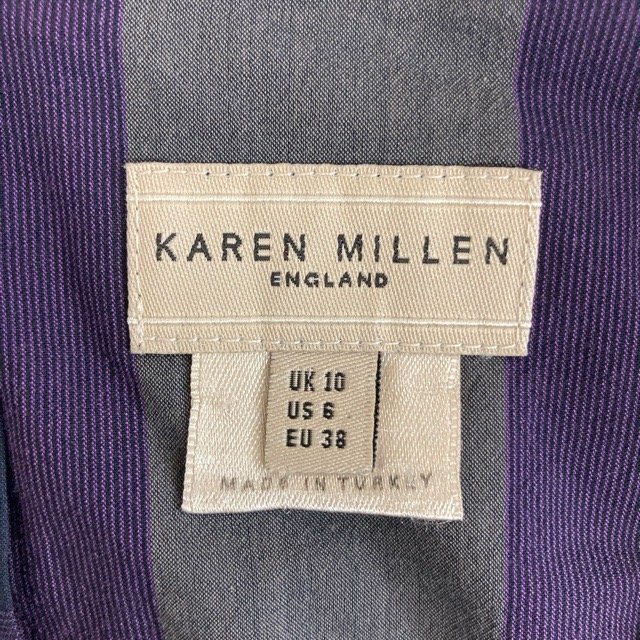 KAREN MILLEN
ENGLAND
UK 10
US 6
EU 38
MADE IN TURKEY